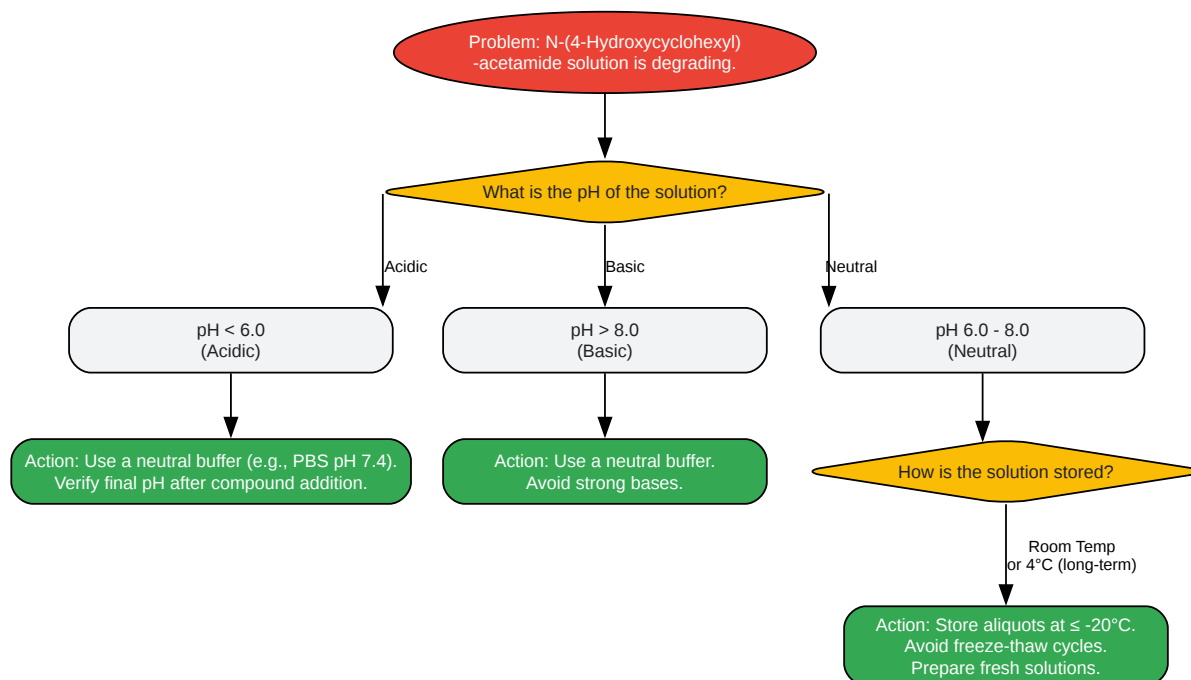 Problem: N-(4-Hydroxycyclohexyl)
-acetamide solution is degrading.
What is the pH of the solution?
Acidic
Basic
Neutral
pH < 6.0
(Acidic)
pH > 8.0
(Basic)
pH 6.0 - 8.0
(Neutral)
Action: Use a neutral buffer (e.g., PBS pH 7.4).
Verify final pH after compound addition.
Action: Use a neutral buffer.
Avoid strong bases.
How is the solution stored?
Room Temp
or 4°C (long-term)
Action: Store aliquots at ≤ -20°C.
Avoid freeze-thaw cycles.
Prepare fresh solutions.